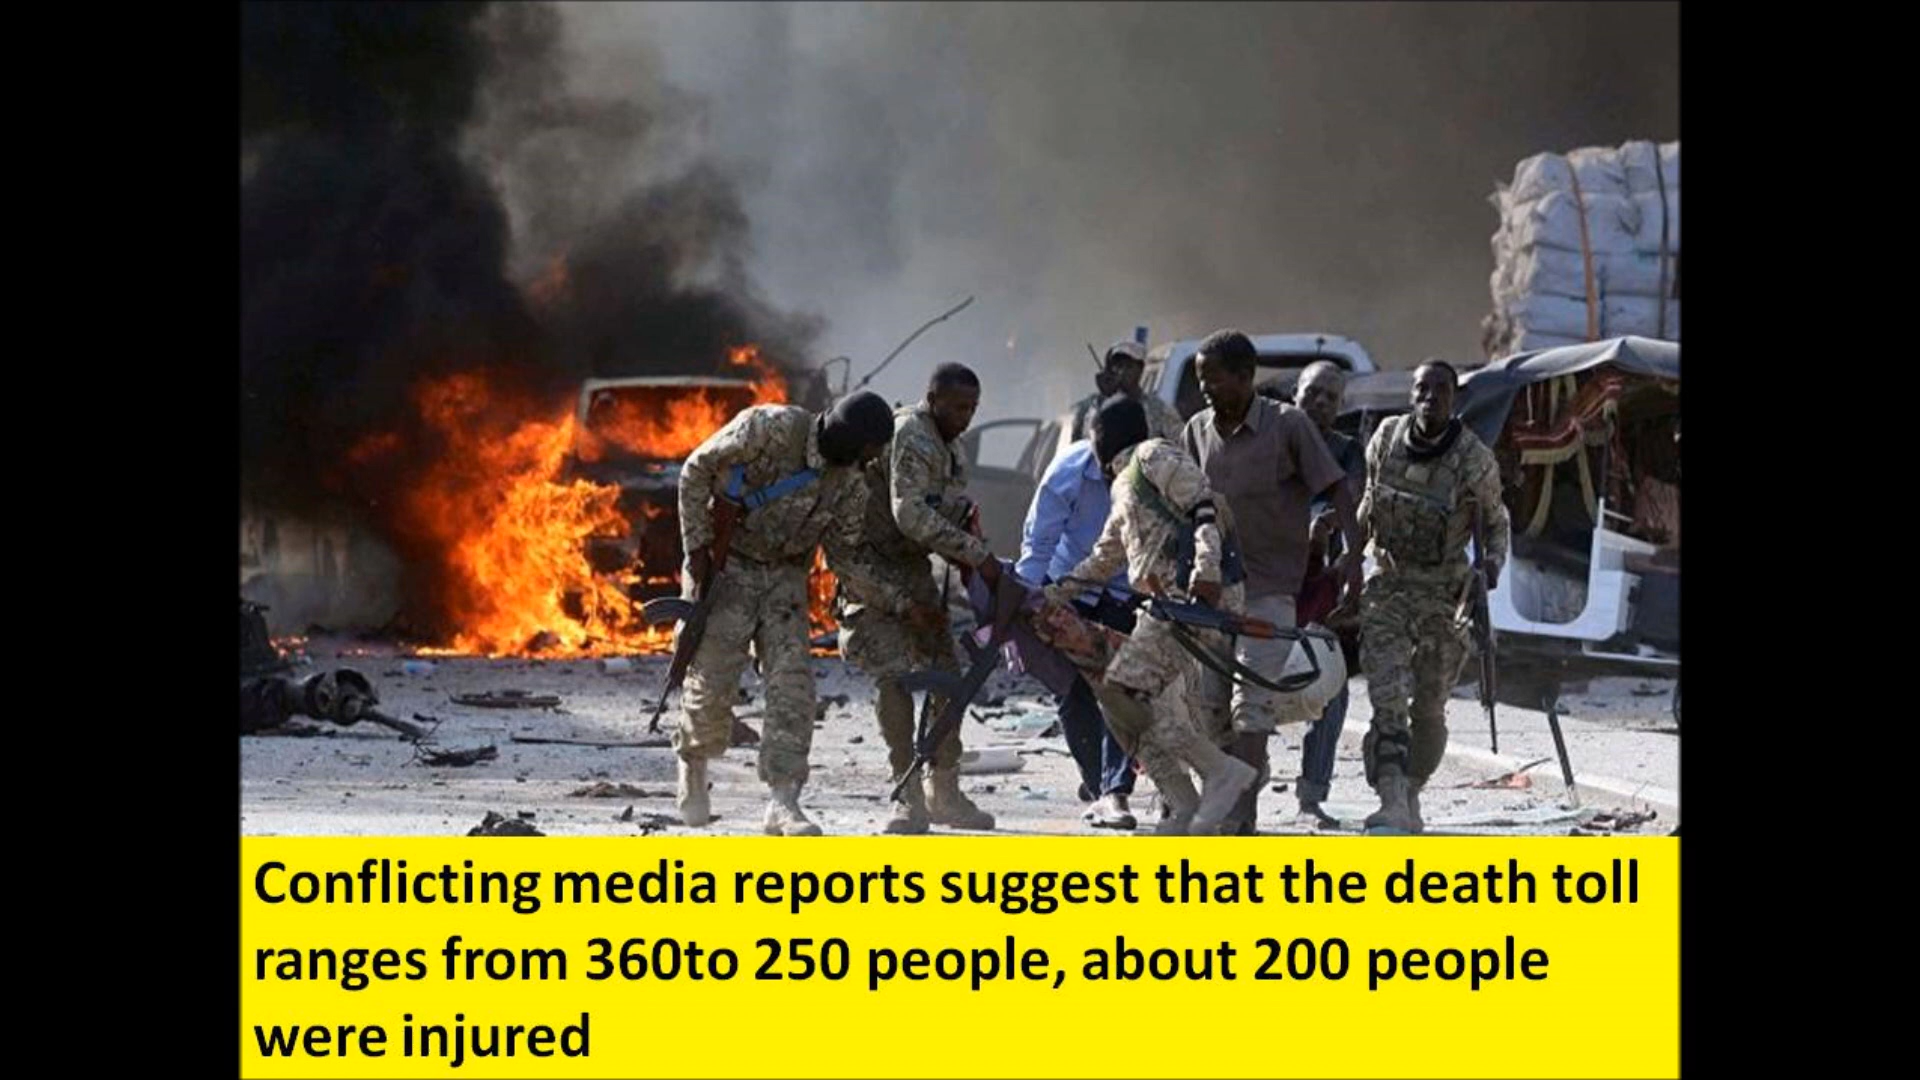 Conflicting media reports suggest that the death toll
ranges from 360to 250 people, about 200 people
were injured